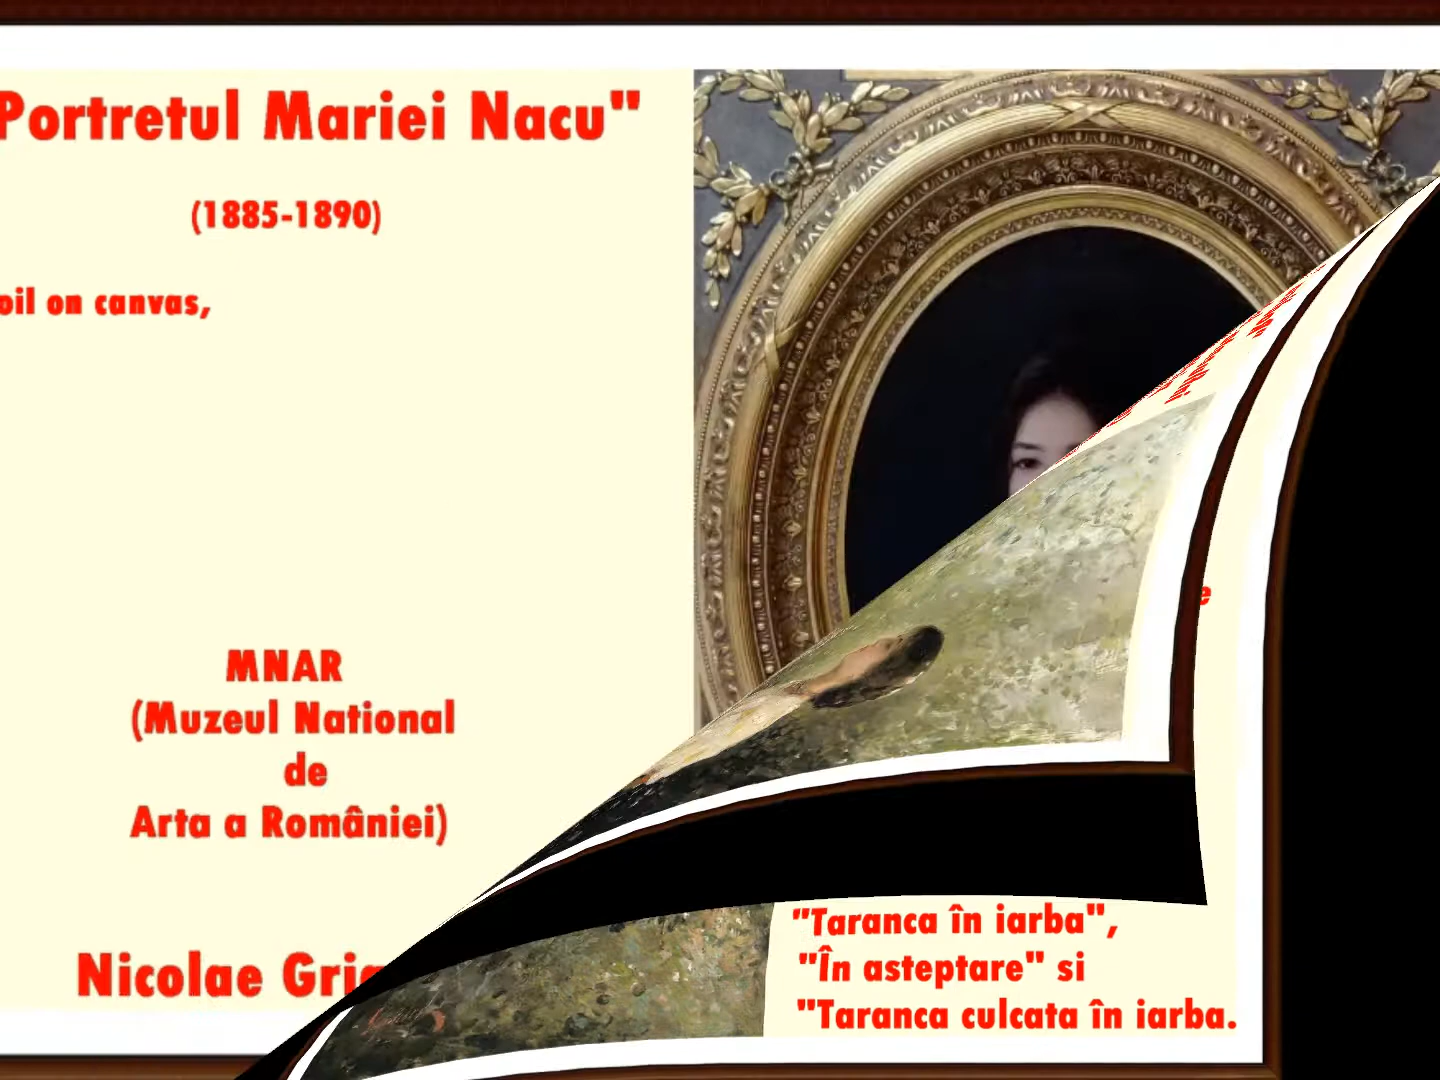 Portretul Mariei Nacu"
(1885-1890)
oil on canvas,
MNAR
(Muzeul National
de
Arta a României)
Nicolae
"Taranca în iarba",
"În asteptare" si
"Taranca culcata în iarba.